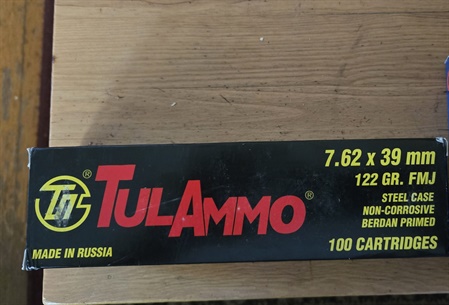 TULAMMO®
MADE IN RUSSIA
7.62 x 39 mm
122 GR. FMJ
STEEL CASE
NON-CORROSIVE
BERDAN PRIMED
100 CARTRIDGES